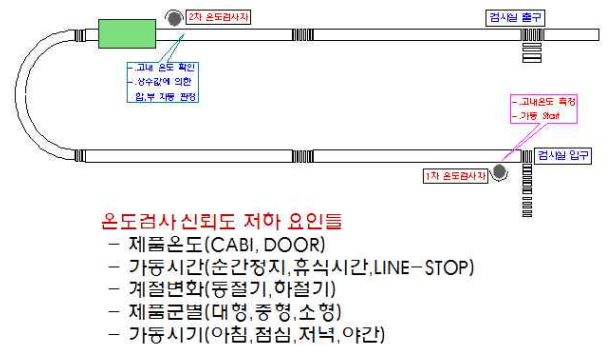 2차 온도검사자
검사실 출구
- .고내 온도 확인
- .상수값에 의한
합,부 자동 판정
- .고내온도 측정
- .가동 Start
1차 온도검사자
검사실 입구
온도검사 신뢰도 저하 요인들
- 제품온도(CABI, DOOR)
- 가동시간(순간정지,휴식시간,LINE-STOP)
- 계절변화(동절기,하절기)
- 제품군별(대형,중형,소형)
- 가동시기(아침,점심,저녁,야간)